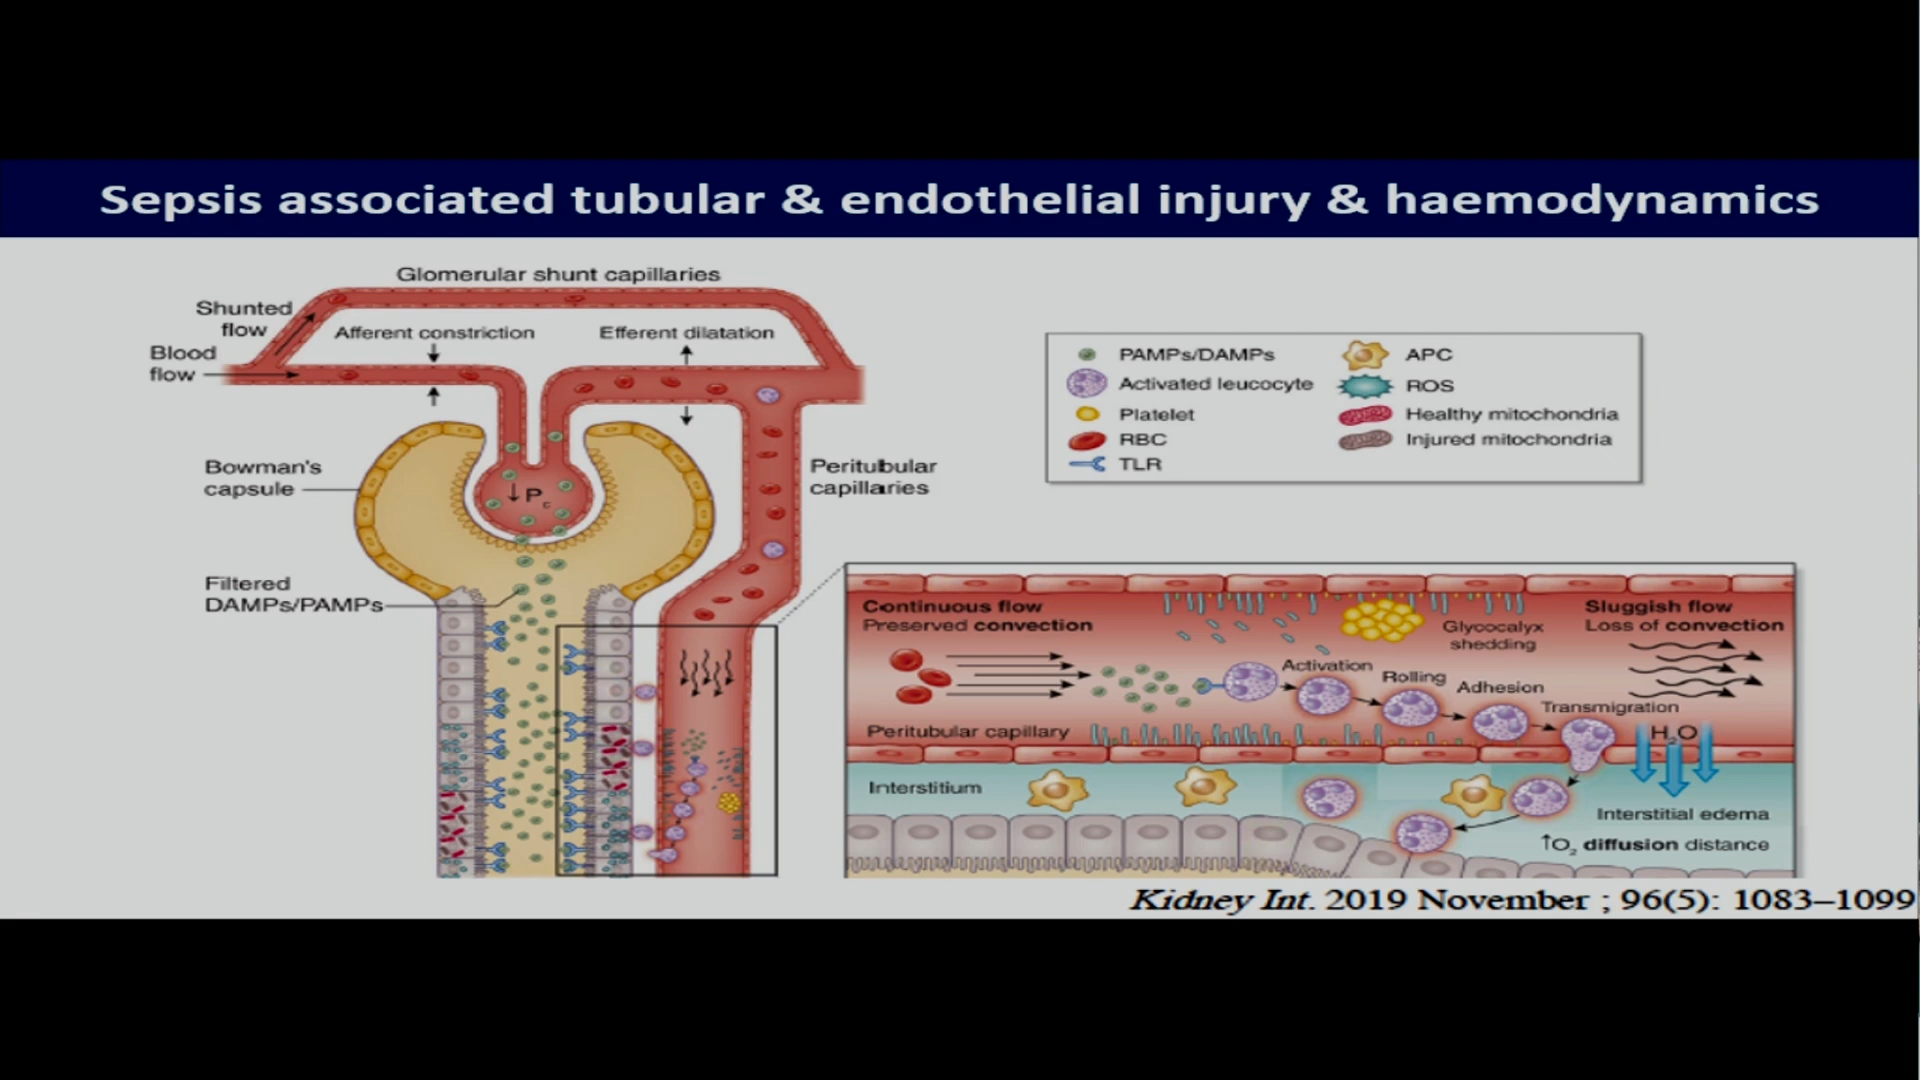 Sepsis associated tubular & endothelial injury & haemodynamics
Glomerular shunt capillaries
Shunted
flow
Afferent constriction
Efferent dilatation
Blood
flow
↓P
c
Bowman's
capsule
Peritubular
capillaries
Filtered
DAMPs/PAMPs
PAMPs/DAMPs
Activated leucocyte
Platelet
RBC
TLR
APC
ROS
Healthy mitochondria
Injured mitochondria
Continuous flow
Preserved convection
Glycocalyx
shedding
Sluggish flow
Loss of convection
Activation
Rolling
Adhesion
Transmigration
Peritubular capillary
H2O
Interstitium
Interstitial edema
↑O2 diffusion distance
Kidney Int. 2019 November ; 96(5): 1083–1099